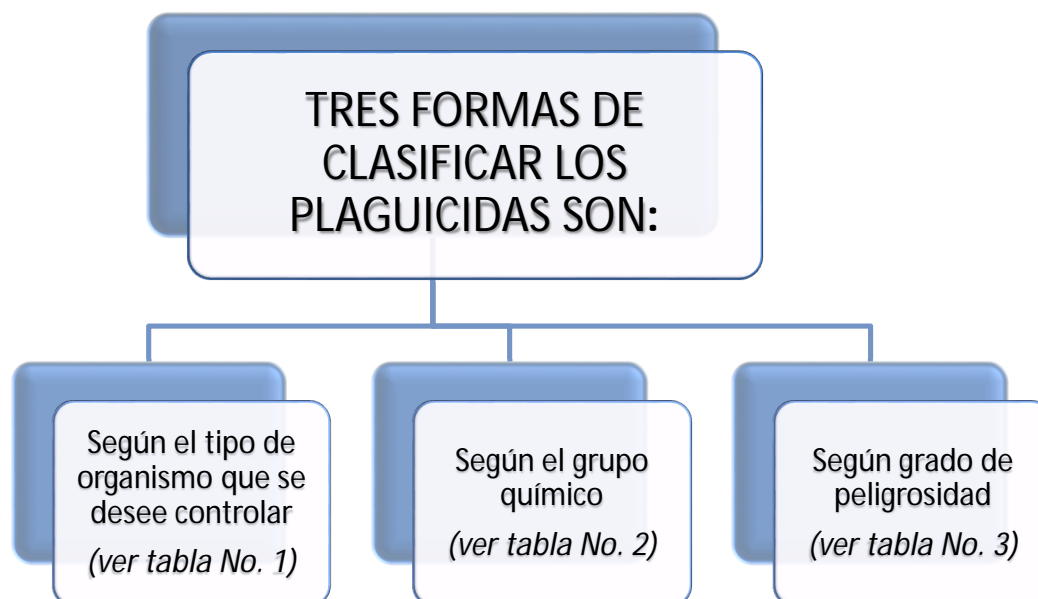 TRES FORMAS DE
CLASIFICAR LOS
PLAGUICIDAS SON:
Según el tipo de
organismo que se
desee controlar
(ver tabla No. 1)
Según el grupo
químico
(ver tabla No. 2)
Según grado de
peligrosidad
(ver tabla No. 3)